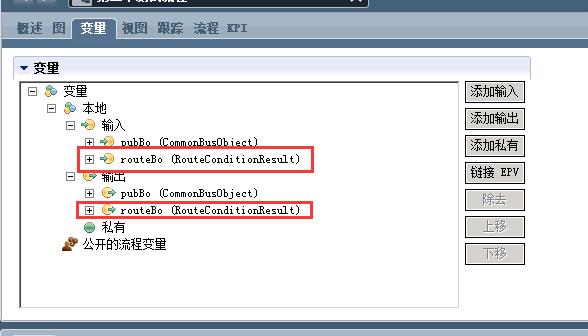 概述 图 变量 视图 跟踪 流程 KPI
变量
变量
本地
输入
pubBo (CommonBusObject)
routeBo (RouteConditionResult)
输出
pubBo (CommonBusObject)
routeBo (RouteConditionResult)
私有
公开的流程变量
添加输入
添加输出
添加私有
链接 EPV
除去
上移
下移